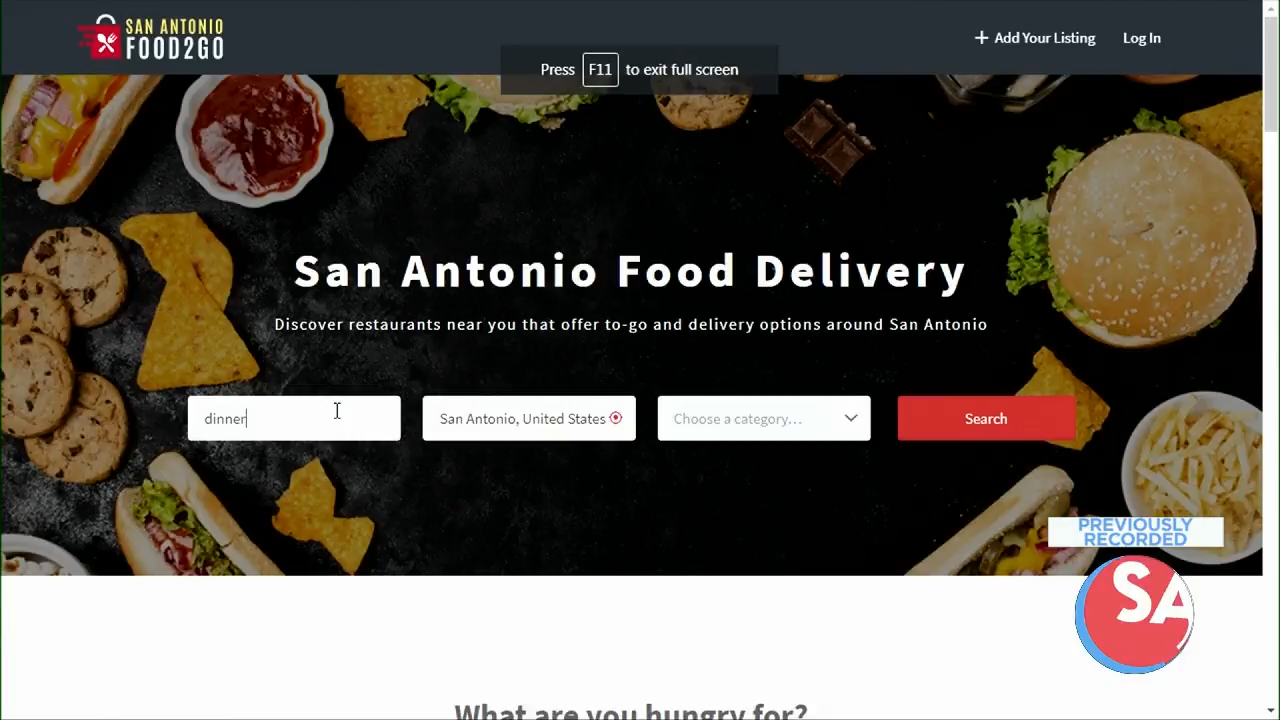 SAN ANTONIO
FOOD2GO
+ Add Your Listing
Log In
Press F11 to exit full screen
San Antonio Food Delivery
Discover restaurants near you that offer to-go and delivery options around San Antonio
dinner
San Antonio, United States
Choose a category...
Search
PREVIOUSLY
RECORDED
SA
What are you hungry for?